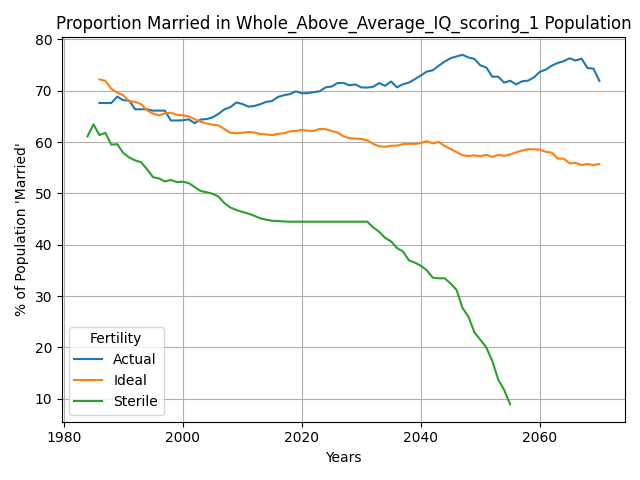 Proportion Married in Whole_Above_Average_IQ_scoring_1 Population
% of Population 'Married'
80
70
60
50
40
30
20
10
Fertility
Actual
Ideal
Sterile
1980
2000
2020
2040
2060
Years